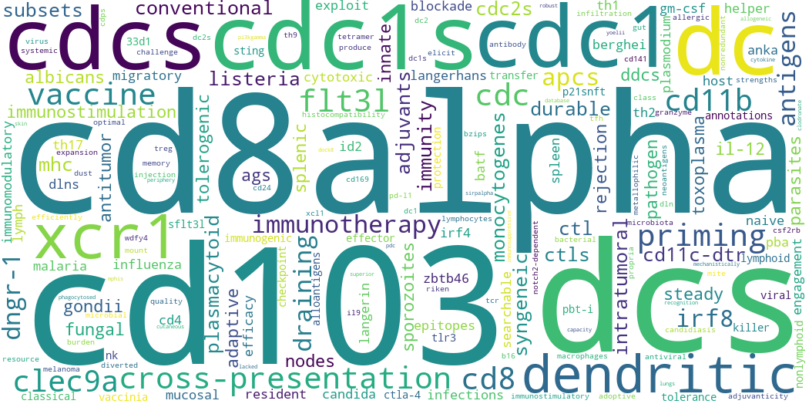 subsets conventional exploit blockade cdc2s gm-csf helper
cdcs cdc1s cdc1 dc
virus systemic challenge 33d1 dc2s sting th9 tetramer produce innate elicit antibody robust th1 infiltration gut allergic
albicans migratory listeria cytotoxic langerhans transfer berghei plasmodium anka antigens
vaccine flt3l cdc apcs ddcs host strengths
immunostimulation histocompatibility adjuvants durable p21snft class cd11b annotations
cd8alpha
immunomodulatory optimal th17 expansion treg memory mhc dust injection periphery dlns antitumor tolerogenic ags cd24 splenic id2 cd169 pd-l1 immunity protection batf bzips monocytogenes th2 granzyme tfh spleen sirpalpha rejection pathogen neoantigens metallophilic dln toxoplasma il-12 parasites
lymph xcr1 sflt3l xcl1 dc1 immunotherapy lymphocytes ctl notch2-dependent microbiota naive csf2rb
wdfy4 immunogenic effector irf4 bacterial priming pba
malaria influenza plasmacytoid draining checkpoint alloantigens sporozoites ctls intratumoral propria cd11c-dtr lymphoid mechanistically engagement
dngr-1 cd103 dcs
gondii quality cd4 cutaneous adaptive efficacy riken il9 langerin superior zbtb46 tcr epitopes tlr3 searchable syngeneic pbt-i steady mice viral recognition irf8 killer candidiasis nonlymphoid
phagocytosed microbial fungal burden
resource nk nodes b16 capacity macrophages antiviral
melanoma diverted lacked lungs
clec9a cross-presentation cd8 dendritic
classical vaccinia mucosal resident candida ctla-4 infections immunostimulatory adoptive tolerance adjuvanticity